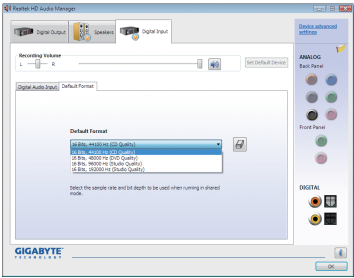 Realtek HD Audio Manager
Digital Output
Speakers
Digital Input
Device advanced
settings
Recording Volume
L
R
Set Default Device
ANALOG
Back Panel
Digital Audio Input
Default Format
Default Format
16 Bits, 44100 Hz (CD Quality)
16 Bits, 44100 Hz (CD Quality)
16 Bits, 48000 Hz (DVD Quality)
16 Bits, 96000 Hz (Studio Quality)
16 Bits, 192000 Hz (Studio Quality)
Front Panel
Select the sample rate and bit depth to be used when running in shared
mode.
DIGITAL
GIGABYTE™
TECHNOLOGY
OK